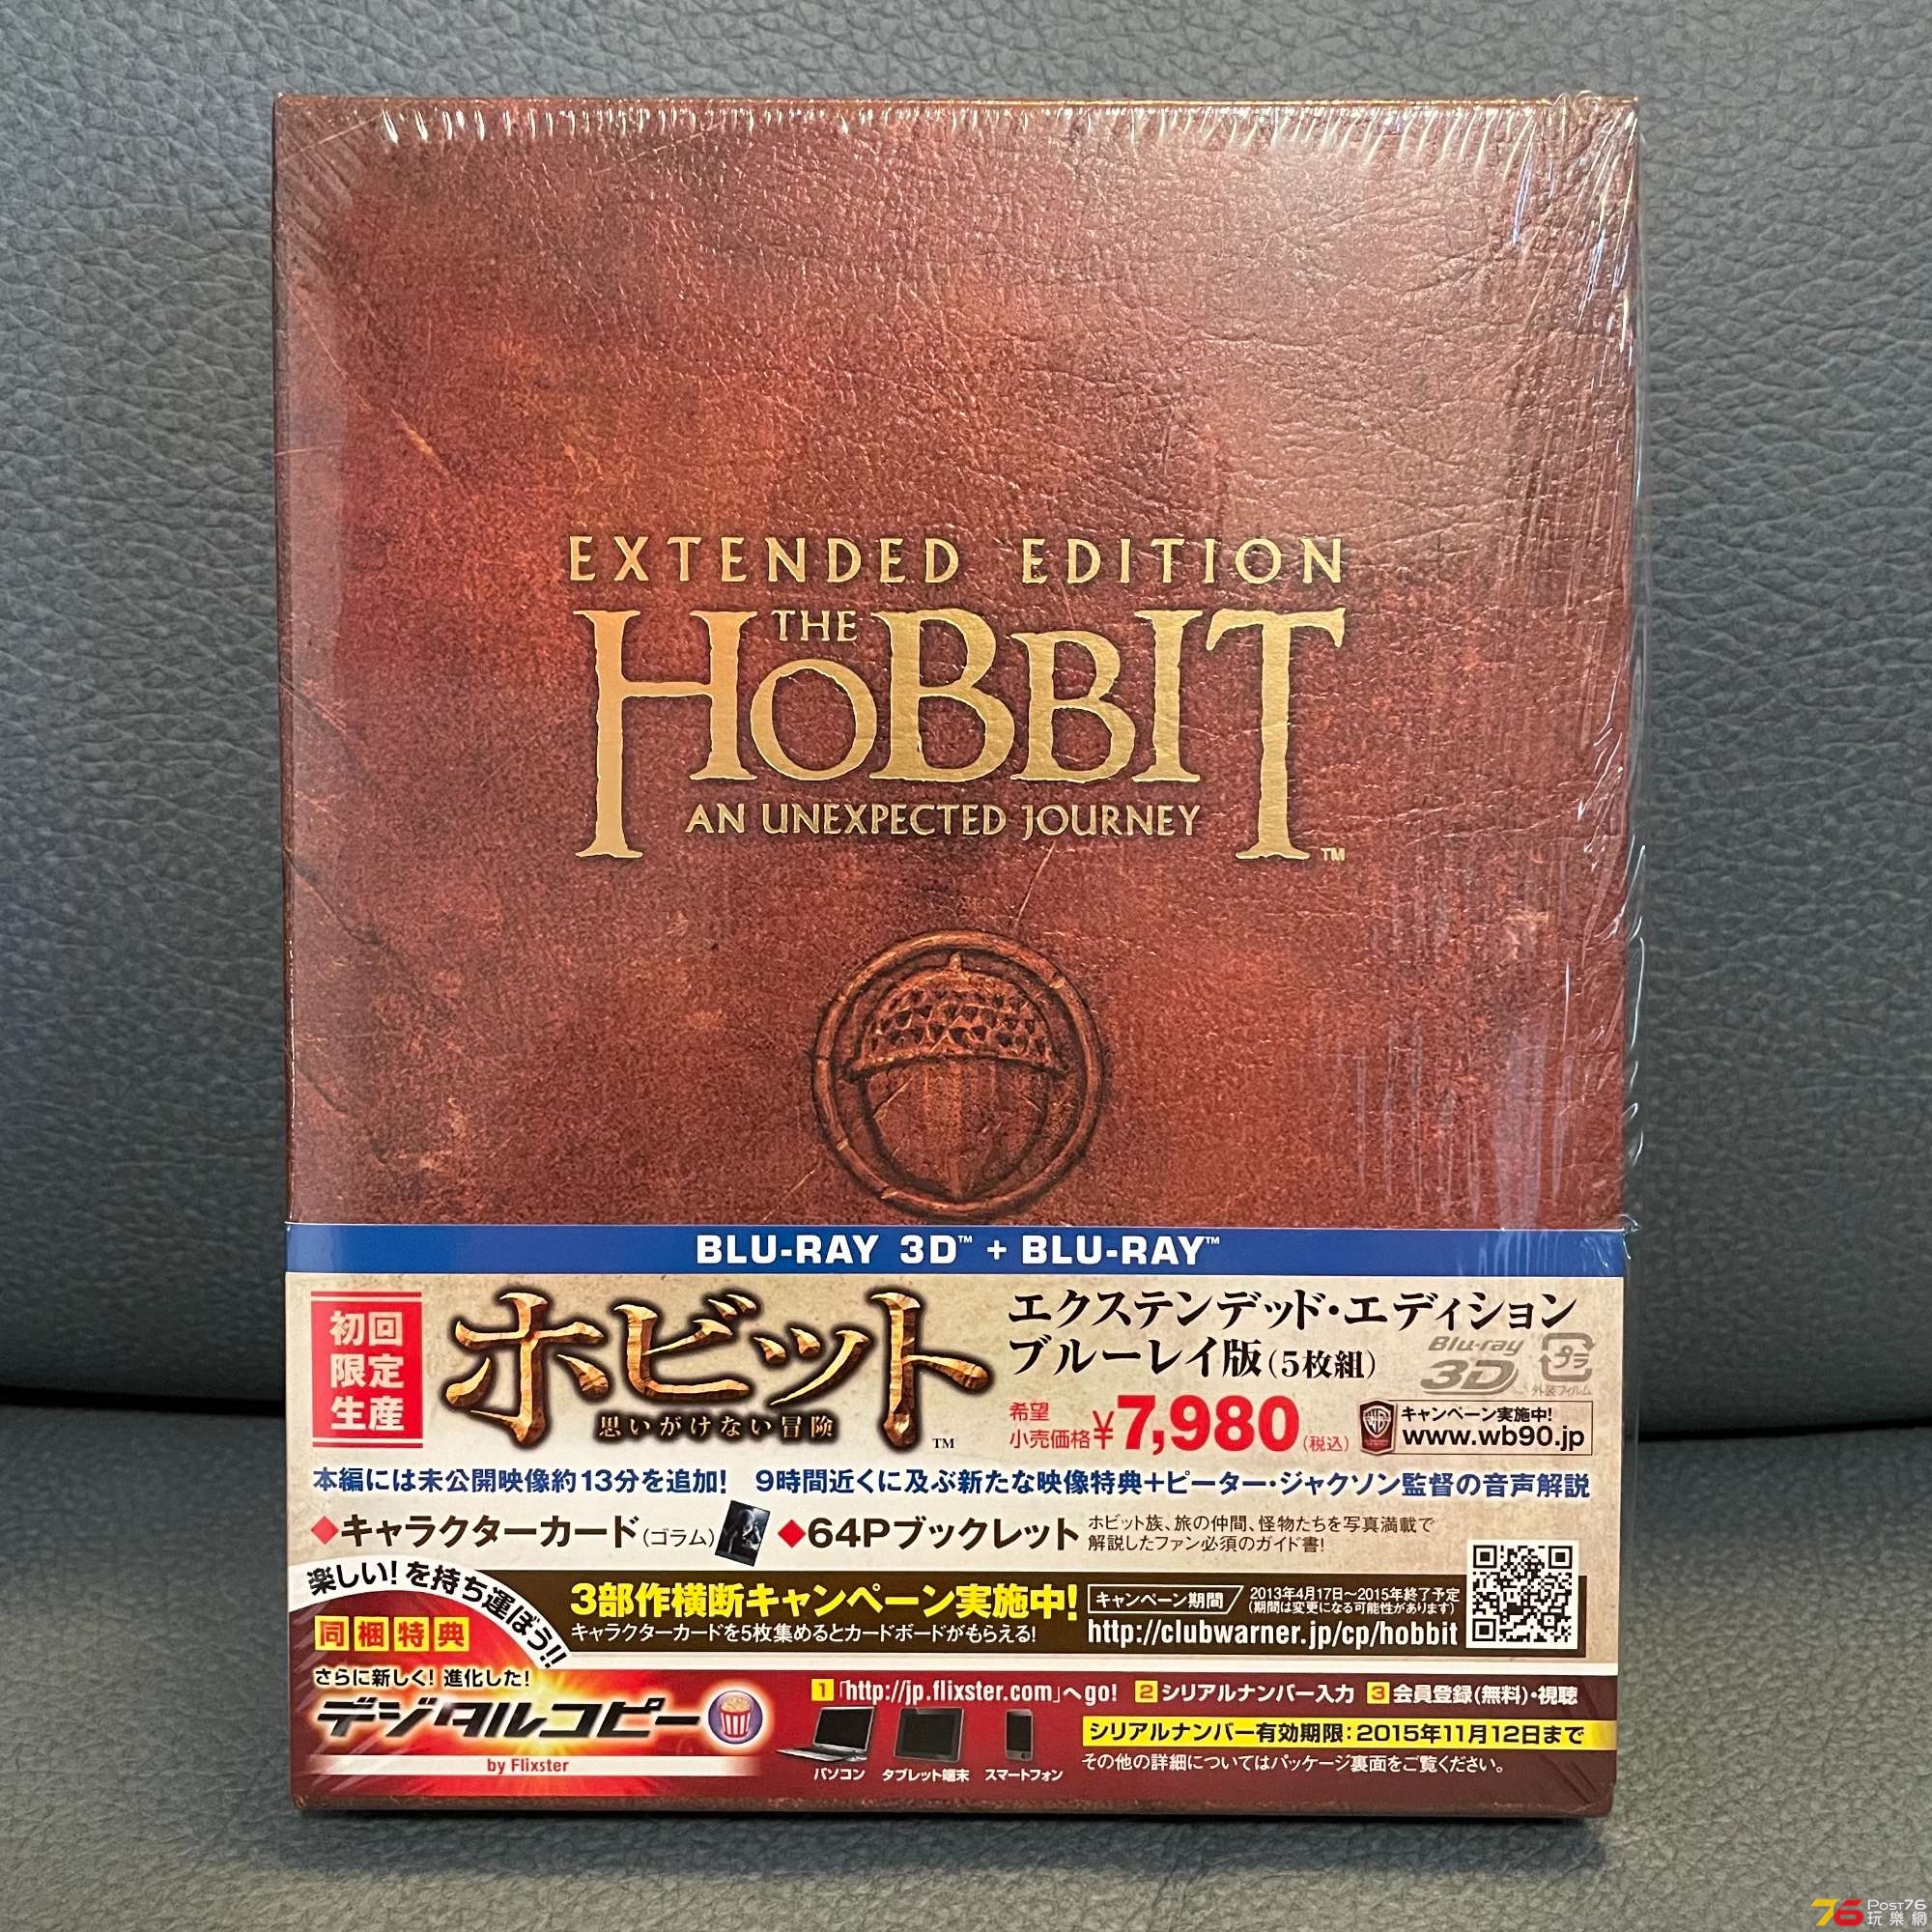 EXTENDED EDITION
THE
HOBBIT
AN UNEXPECTED JOURNEY
TM
BLU-RAY 3D™ + BLU-RAY™
初回
限定
生産
ホビット
思いがけない冒険
TM
エクステンデッド・エディション
ブルーレイ版(5枚組)
Blu-ray
3D
プラ
外装フィルム
希望
小売価格¥7,980(税込)
キャンペーン実施中!
www.wb90.jp
本編には未公開映像約13分を追加! 9時間近くに及ぶ新たな映像特典+ピーター・ジャクソン監督の音声解説
◆キャラクターカード(ゴラム)
◆64Pブックレット
ホビット族、旅の仲間、怪物たちを写真満載で
解説したファン必須のガイド書!
楽しい!を持ち運ぼう!!
同梱特典
3部作横断キャンペーン実施中!
キャラクターカードを5枚集めるとカードボードがもらえる!
キャンペーン期間
2013年4月17日~2015年終了予定
(期間は変更になる可能性があります)
http://clubwarner.jp/cp/hobbit
さらに新しく!進化した!
デジタルコピー
by Flixster
1「http://jp.flixster.com」へgo! 2シリアルナンバー入力 3会員登録(無料)・視聴
パソコン タブレット端末 スマートフォン
シリアルナンバー有効期限:2015年11月12日まで
その他の詳細についてはパッケージ裏面をご覧ください。
76 Post76
玩樂網